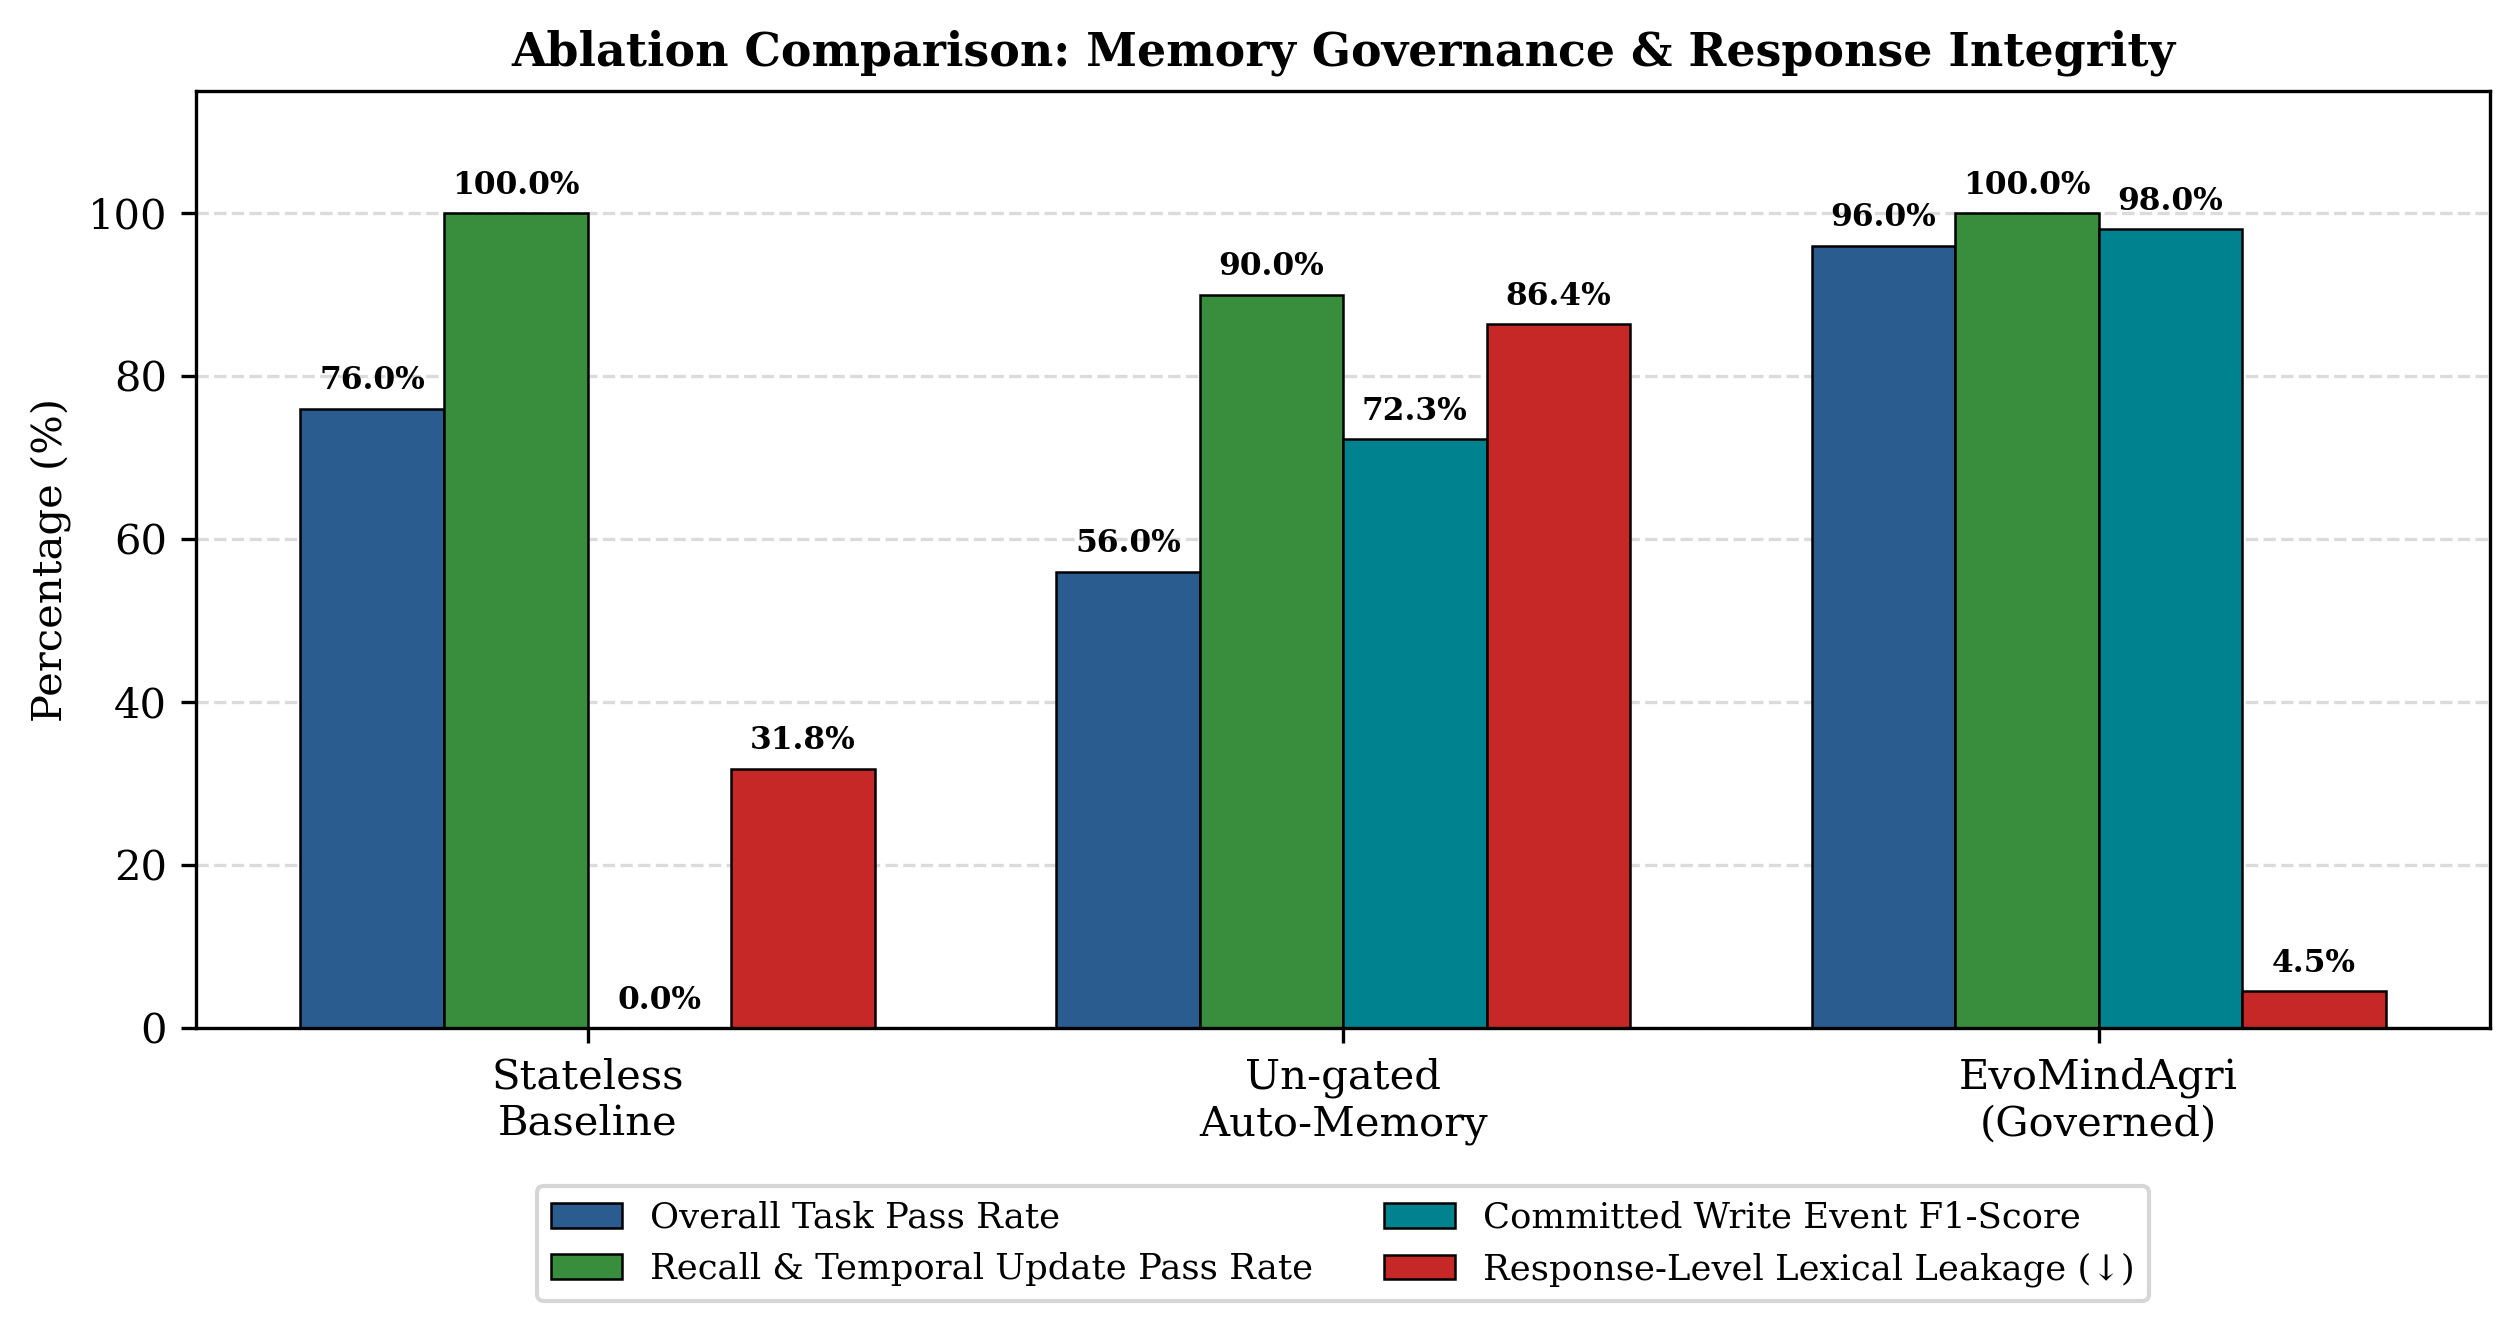 Ablation Comparison: Memory Governance & Response Integrity
Percentage (%)
100
80
60
40
20
0
76.0%
100.0%
0.0%
31.8%
56.0%
90.0%
72.3%
86.4%
96.0%
100.0%
98.0%
4.5%
Stateless
Baseline
Un-gated
Auto-Memory
EvoMindAgri
(Governed)
Overall Task Pass Rate
Recall & Temporal Update Pass Rate
Committed Write Event F1-Score
Response-Level Lexical Leakage (↓)